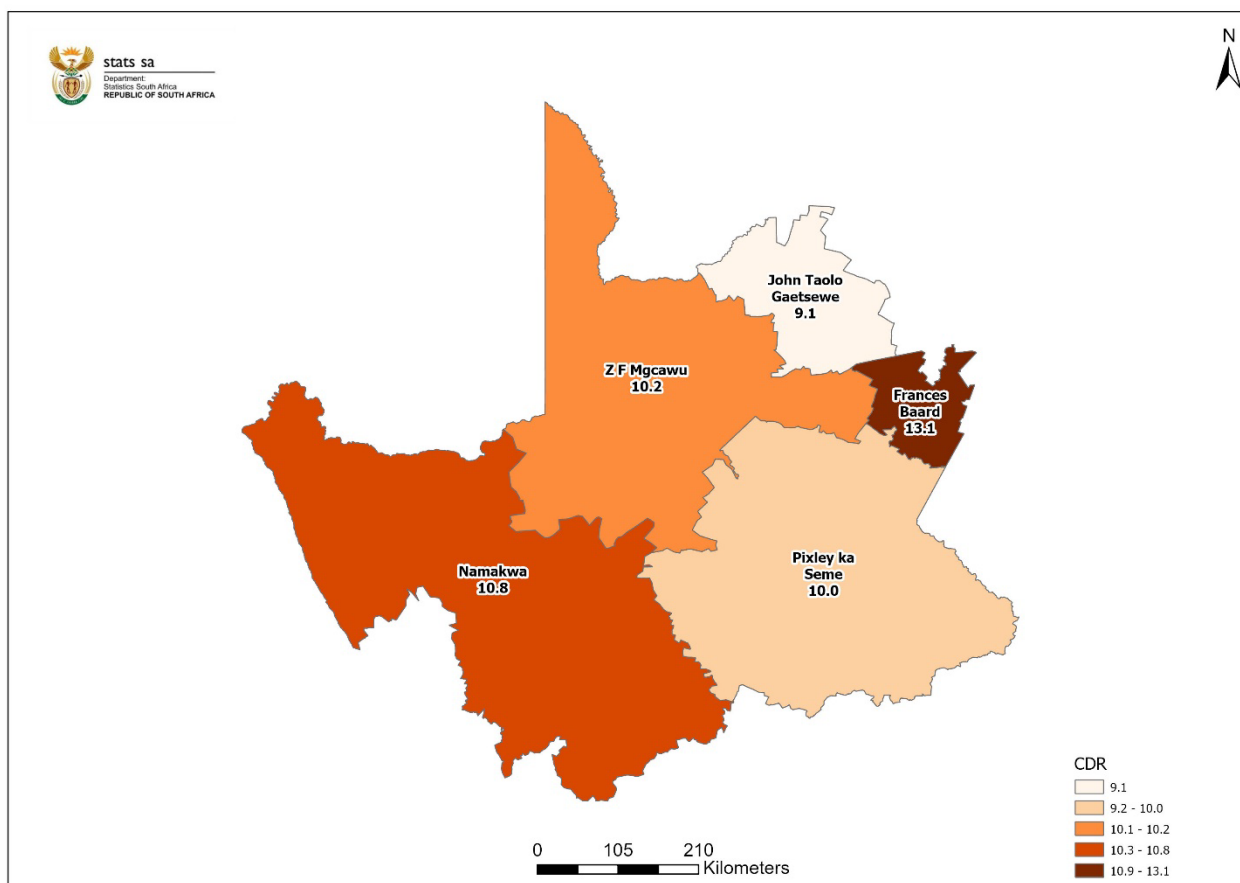 stats sa
Department:
Statistics South Africa
REPUBLIC OF SOUTH AFRICA
N
John Taolo
Gaetsewe
9.1
Z F Mgcawu
10.2
Frances
Baard
13.1
Namakwa
10.8
Pixley ka
Seme
10.0
CDR
9.1
9.2 - 10.0
10.1 - 10.2
10.3 - 10.8
10.9 - 13.1
0 105 210
Kilometers